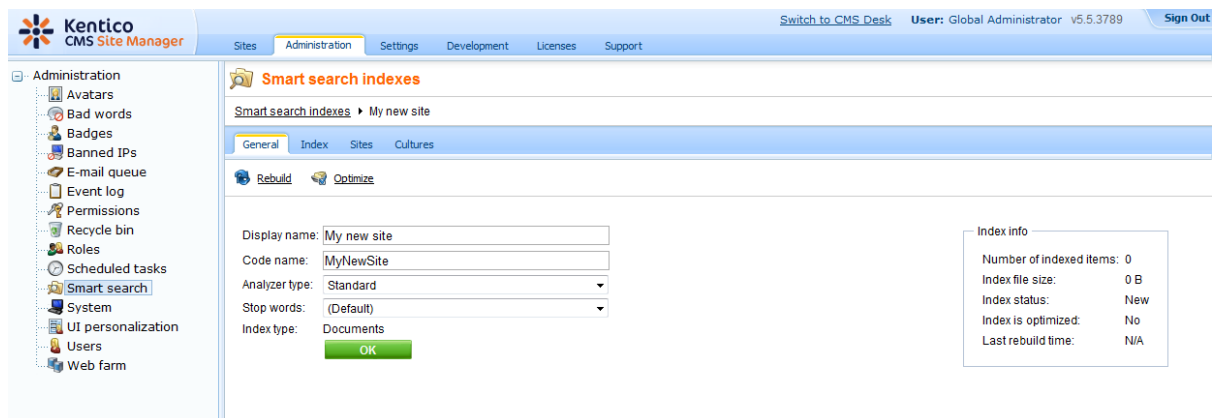 Kentico
CMS Site Manager
Switch to CMS Desk User: Global Administrator v5.5.3789 Sign Out
Sites Administration Settings Development Licenses Support
Administration
Avatars
Bad words
Badges
Banned IPs
E-mail queue
Event log
Permissions
Recycle bin
Roles
Scheduled tasks
Smart search
System
UI personalization
Users
Web farm
Smart search indexes
Smart search indexes My new site
General Index Sites Cultures
Rebuild Optimize
Display name: My new site
Code name: MyNewSite
Analyzer type: Standard
Stop words: (Default)
Index type: Documents
OK
Index info
Number of indexed items: 0
Index file size: 0 B
Index status: New
Index is optimized: No
Last rebuild time: N/A